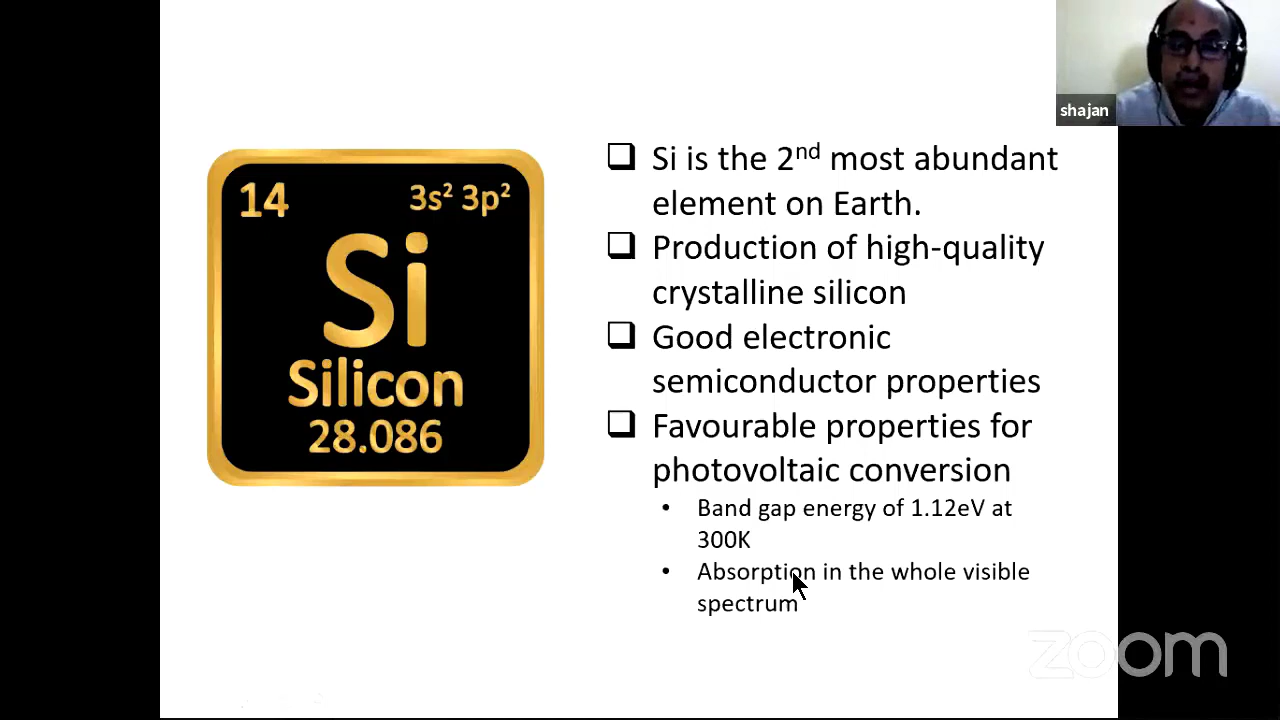 shajan
14 3s² 3p²
Si
Silicon
28.086
❑ Si is the 2ⁿᵈ most abundant
element on Earth.
❑ Production of high-quality
crystalline silicon
❑ Good electronic
semiconductor properties
❑ Favourable properties for
photovoltaic conversion
• Band gap energy of 1.12eV at
300K
• Absorption in the whole visible
spectrum
zoom